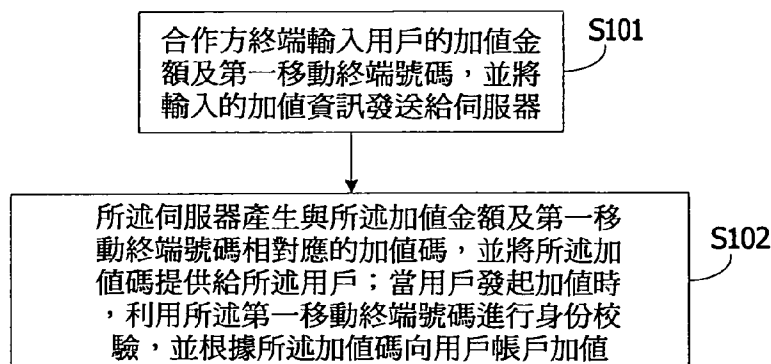 合作方終端輸入用戶的加值金
額及第一移動終端號碼，並將
輸入的加值資訊發送給伺服器
S101
所述伺服器產生與所述加值金額及第一移
動終端號碼相對應的加值碼，並將所述加
值碼提供給所述用戶；當用戶發起加值時
，利用所述第一移動終端號碼進行身份校
驗，並根據所述加值碼向用戶帳戶加值
S102